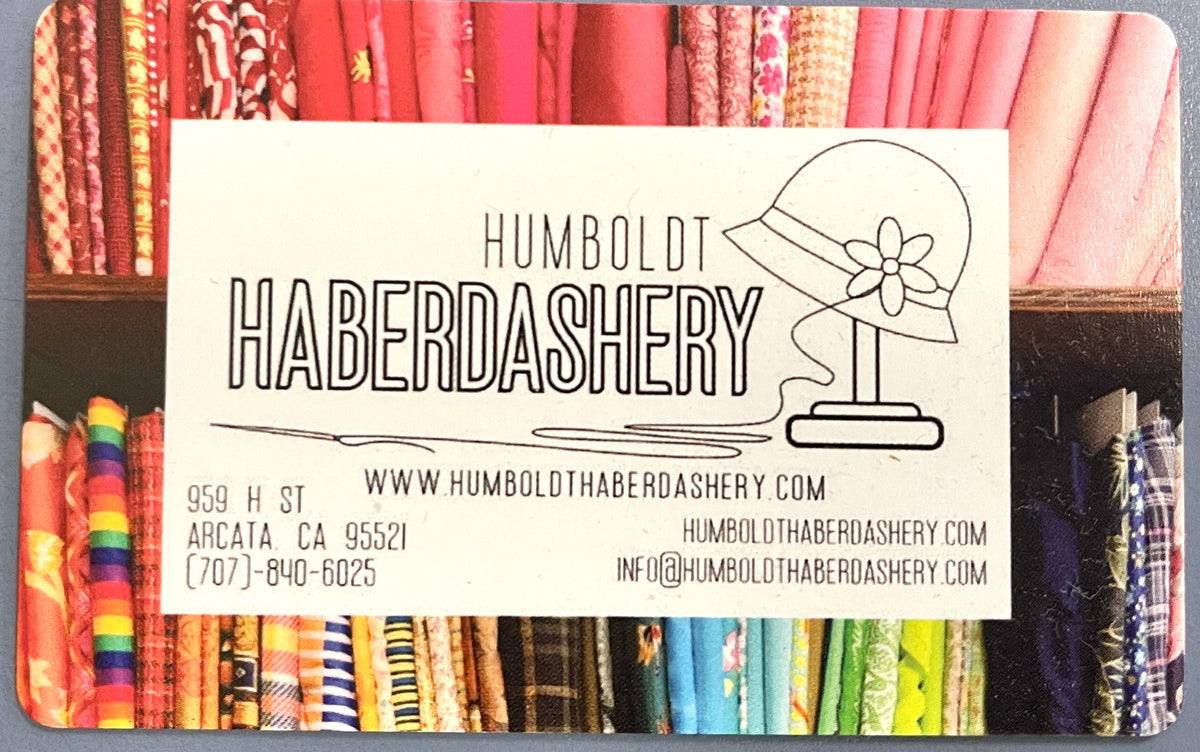 HUMBOLDT
HABERDASHERY
WWW.HUMBOLDTHABERDASHERY.COM
959 H ST
ARCATA. CA 95521
(707)-840-6025
HUMBOLDTHABERDASHERY.COM
INFO@HUMBOLDTHABERDASHERY.COM